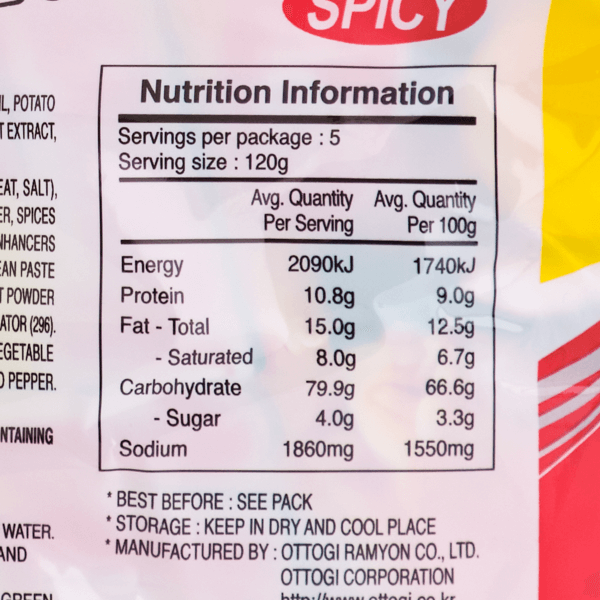 SPICY
L, POTATO
T EXTRACT,
EAT, SALT),
ER, SPICES
NHANCERS
EAN PASTE
T POWDER
ATOR (296).
EGETABLE
D PEPPER.
NTAINING
WATER.
AND
GREEN
Nutrition Information
Servings per package : 5
Serving size : 120g
Avg. Quantity Avg. Quantity
Per Serving Per 100g
Energy 2090kJ 1740kJ
Protein 10.8g 9.0g
Fat - Total 15.0g 12.5g
- Saturated 8.0g 6.7g
Carbohydrate 79.9g 66.6g
- Sugar 4.0g 3.3g
Sodium 1860mg 1550mg
* BEST BEFORE : SEE PACK
* STORAGE : KEEP IN DRY AND COOL PLACE
* MANUFACTURED BY : OTTOGI RAMYON CO., LTD.
OTTOGI CORPORATION